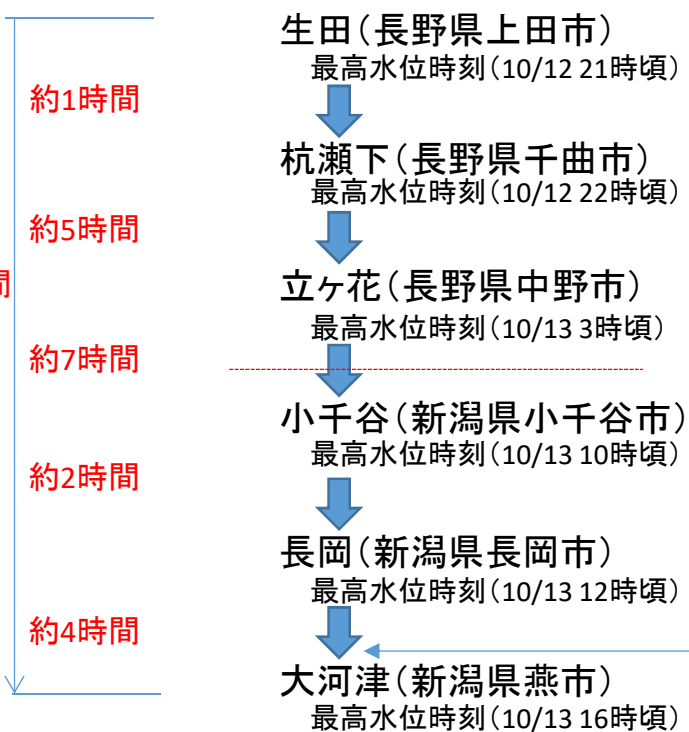 生田（長野県上田市）
最高水位時刻（10/12 21時頃）
約1時間
杭瀬下（長野県千曲市）
最高水位時刻（10/12 22時頃）
約5時間
間
立ヶ花（長野県中野市）
最高水位時刻（10/13 3時頃）
約7時間
小千谷（新潟県小千谷市）
最高水位時刻（10/13 10時頃）
約2時間
長岡（新潟県長岡市）
最高水位時刻（10/13 12時頃）
約4時間
大河津（新潟県燕市）
最高水位時刻（10/13 16時頃）